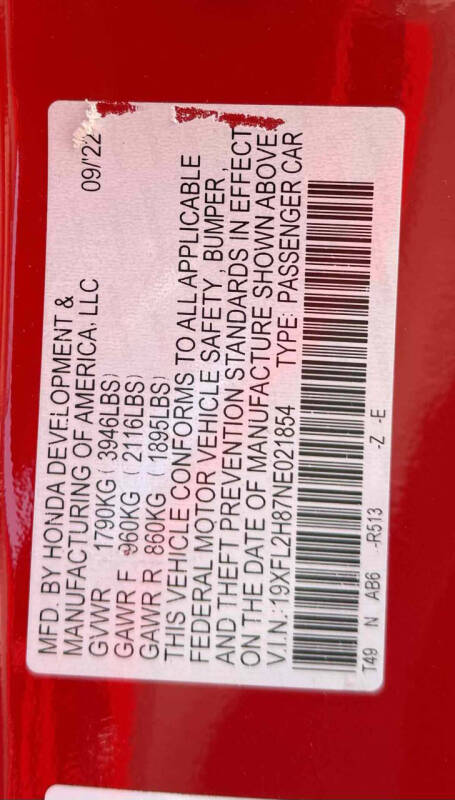 MFD. BY HONDA DEVELOPMENT &
MANUFACTURING OF AMERICA, LLC 09/'22
GVWR 1790KG (3946LBS)
GAWR F 960KG (2116LBS)
GAWR R 860KG (1895LBS)
THIS VEHICLE CONFORMS TO ALL APPLICABLE
FEDERAL MOTOR VEHICLE SAFETY, BUMPER,
AND THEFT PREVENTION STANDARDS IN EFFECT
ON THE DATE OF MANUFACTURE SHOWN ABOVE.
V.I.N.: 19XFL2H87NE021854 TYPE: PASSENGER CAR
T49 N AB6 -R513 -Z -E